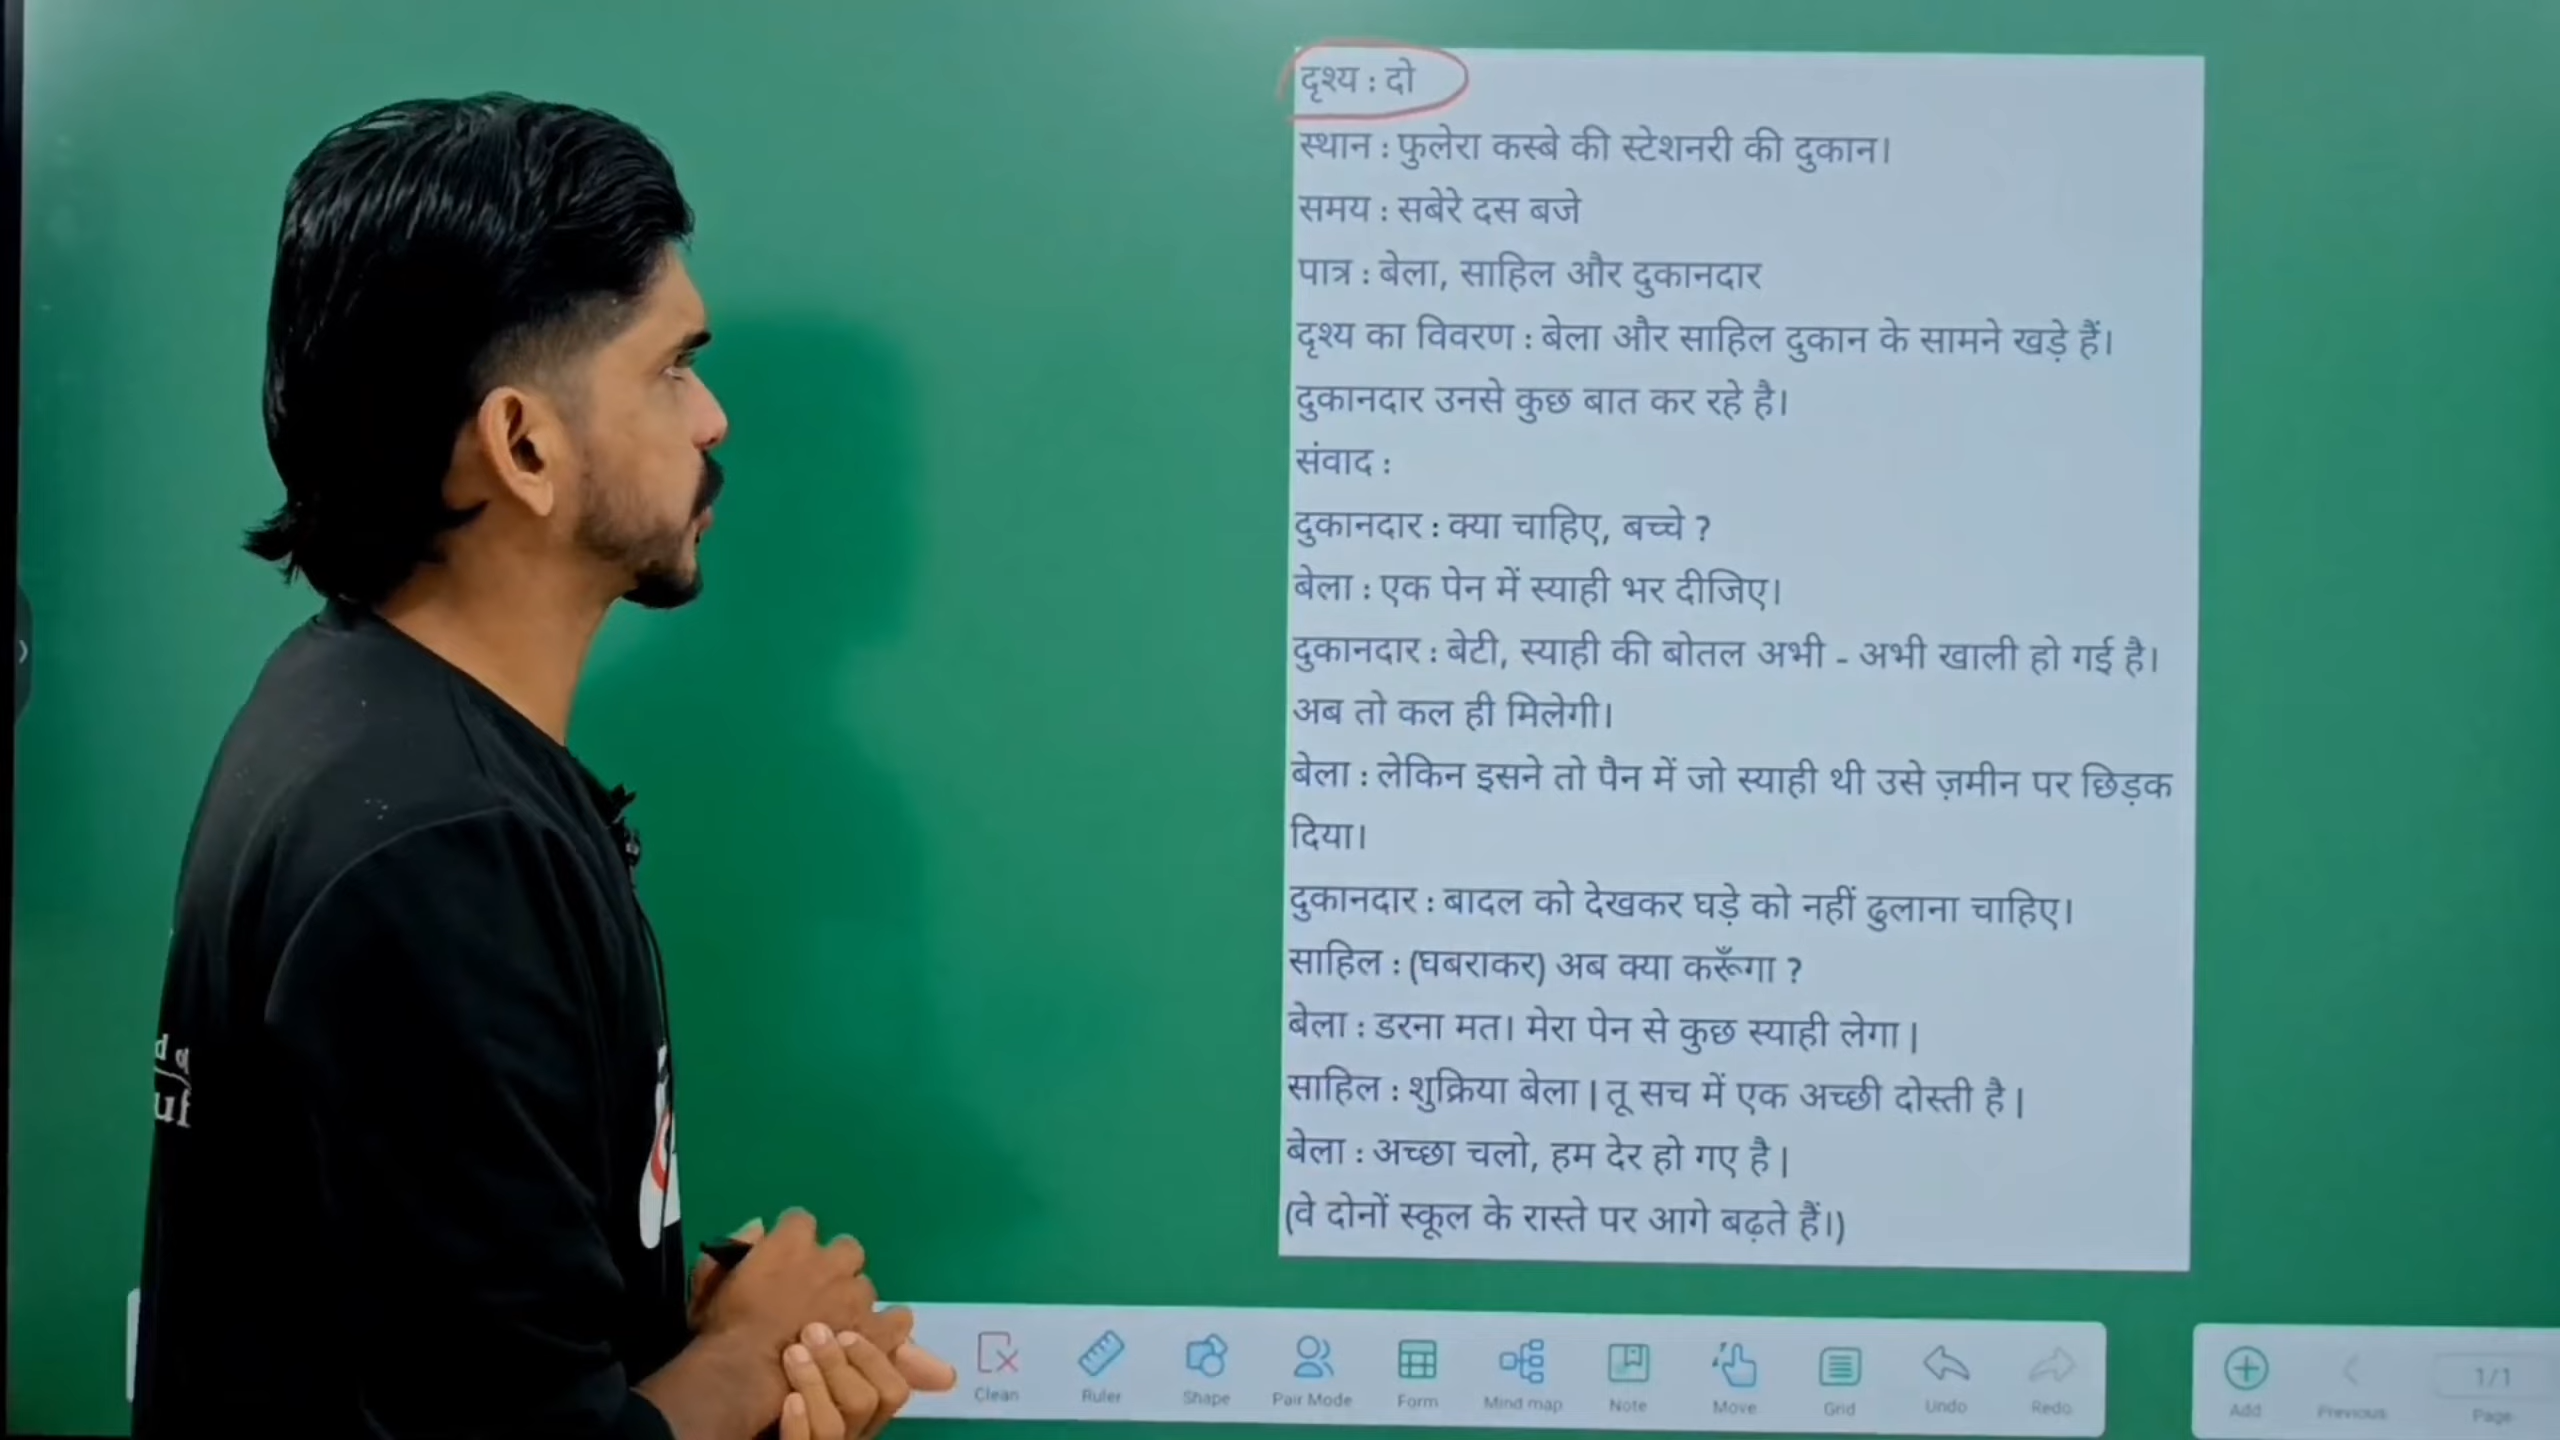 दृश्य : दो
स्थान : फुलेरा कस्बे की स्टेशनरी की दुकान।
समय : सबेरे दस बजे
पात्र : बेला, साहिल और दुकानदार
दृश्य का विवरण : बेला और साहिल दुकान के सामने खड़े हैं।
दुकानदार उनसे कुछ बात कर रहे है।
संवाद :
दुकानदार : क्या चाहिए, बच्चे ?
बेला : एक पेन में स्याही भर दीजिए।
दुकानदार : बेटी, स्याही की बोतल अभी - अभी खाली हो गई है।
अब तो कल ही मिलेगी।
बेला : लेकिन इसने तो पैन में जो स्याही थी उसे ज़मीन पर छिड़क
दिया।
दुकानदार : बादल को देखकर घड़े को नहीं ढुलाना चाहिए।
साहिल : (घबराकर) अब क्या करूँगा ?
बेला : डरना मत। मेरा पेन से कुछ स्याही लेगा |
साहिल : शुक्रिया बेला | तू सच में एक अच्छी दोस्ती है |
बेला : अच्छा चलो, हम देर हो गए है |
(वे दोनों स्कूल के रास्ते पर आगे बढ़ते हैं।)
Clean Ruler Shape Pair Mode Form Mind map Note Move Grid Undo Redo Add Previous Page
1/1